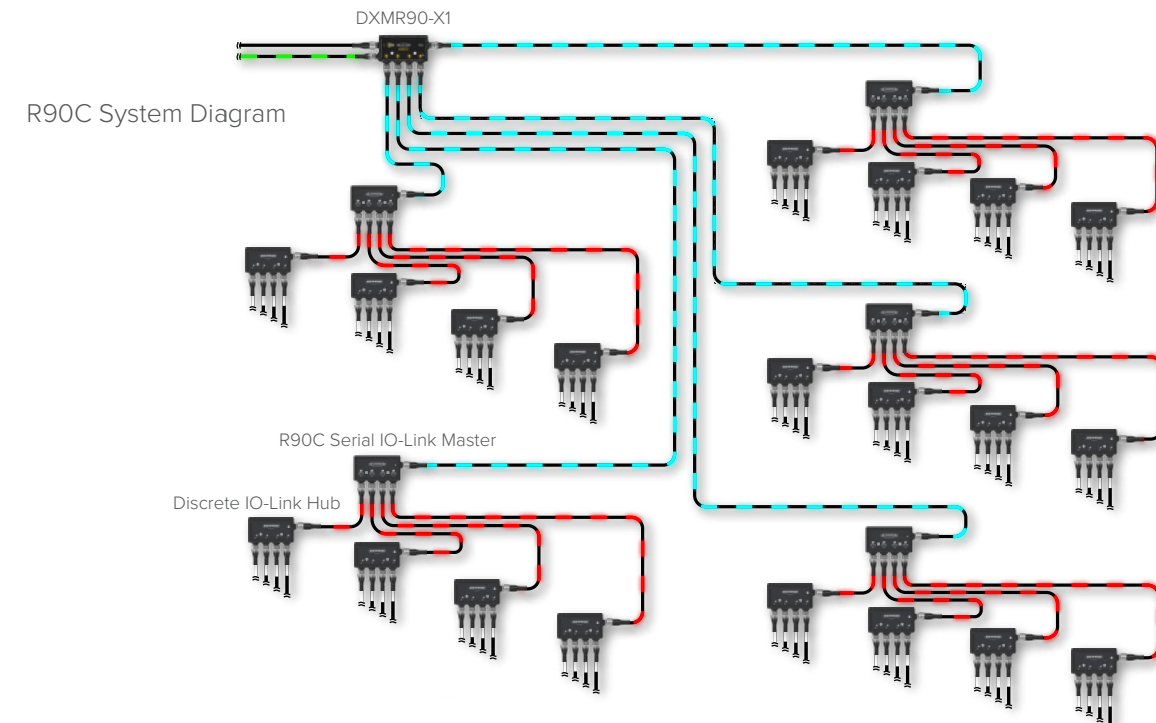 DXMR90-X1
R90C System Diagram
R90C Serial IO-Link Master
Discrete IO-Link Hub